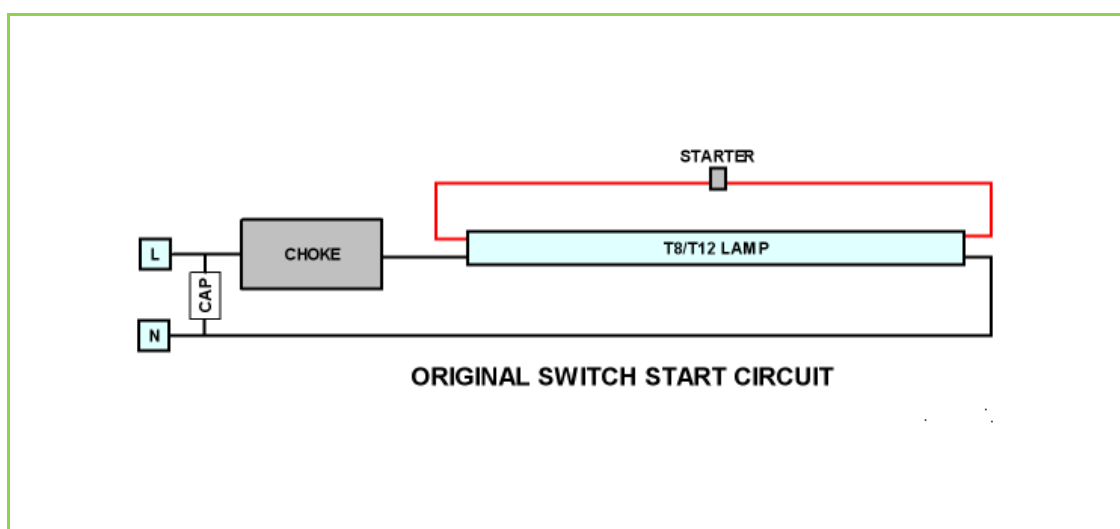 STARTER
L
CHOKE
T8/T12 LAMP
CAP
N
ORIGINAL SWITCH START CIRCUIT